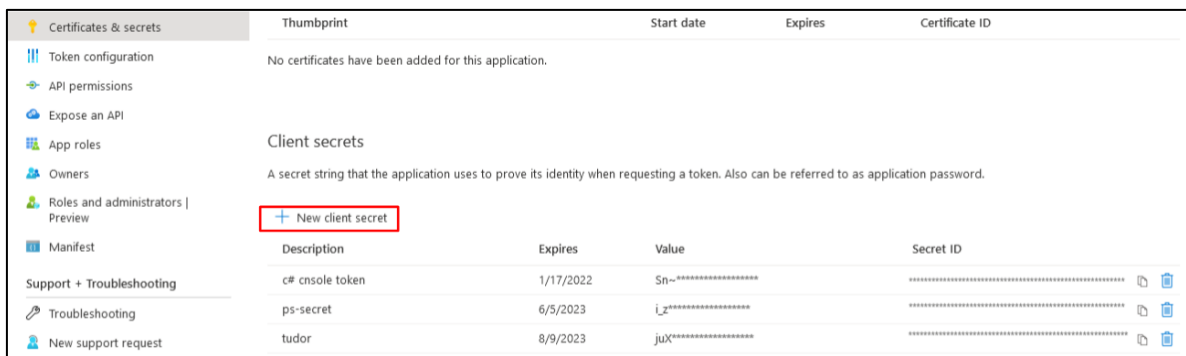 Certificates & secrets
Token configuration
API permissions
Expose an API
App roles
Owners
Roles and administrators |
Preview
Manifest
Support + Troubleshooting
Troubleshooting
New support request
Thumbprint Start date Expires Certificate ID
No certificates have been added for this application.
Client secrets
A secret string that the application uses to prove its identity when requesting a token. Also can be referred to as application password.
+ New client secret
Description Expires Value Secret ID
c# cnsole token 1/17/2022 Sn~******************
ps-secret 6/5/2023 i_z******************
tudor 8/9/2023 juX******************